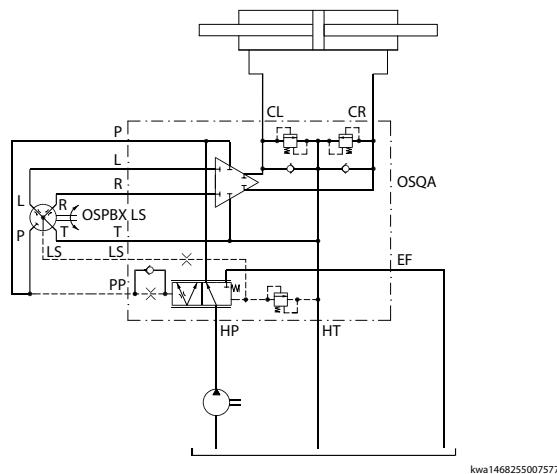 CL CR
P
L
OSQA
R
L R
OSPBX LS
P T T
LS LS EF
PP
HP HT
kwa1468255007577